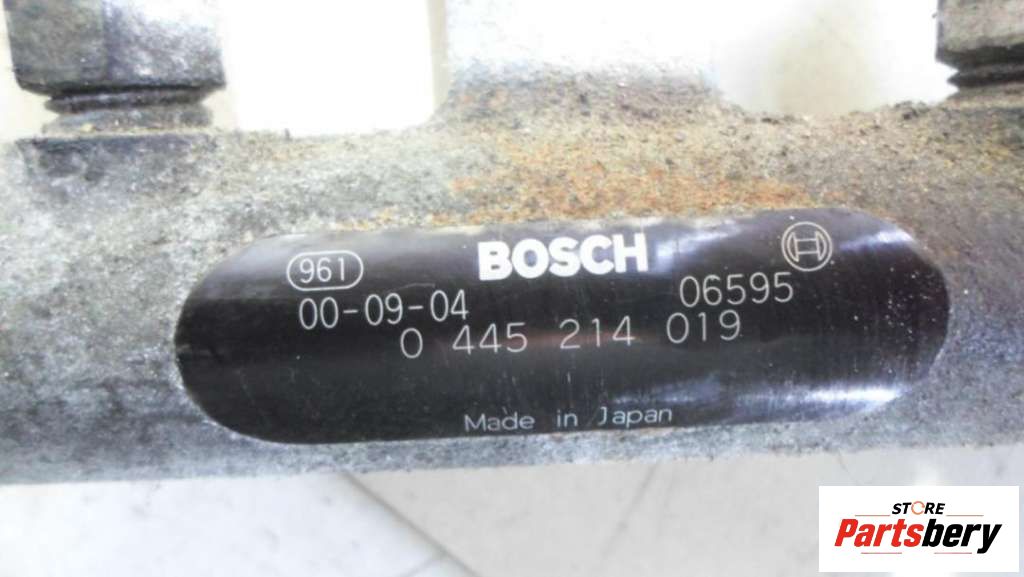 961
BOSCH
00-09-04
06595
0 445 214 019
Made in Japan
STORE
Partsbery